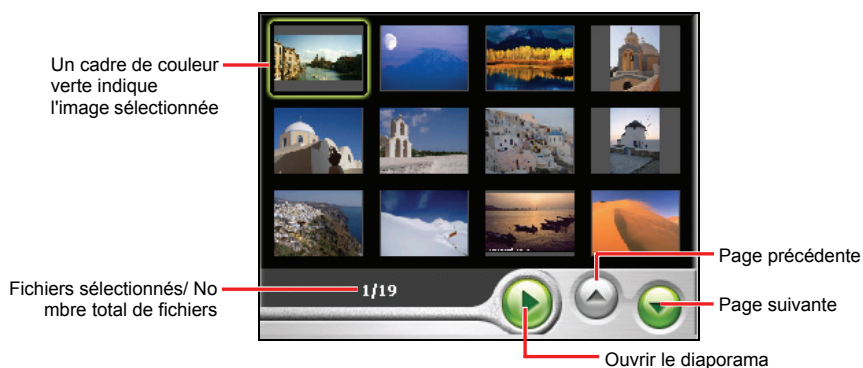 Un cadre de couleur
verte indique
l'image sélectionnée
Fichiers sélectionnés/ No
mbre total de fichiers
1/19
Page précédente
Page suivante
Ouvrir le diaporama